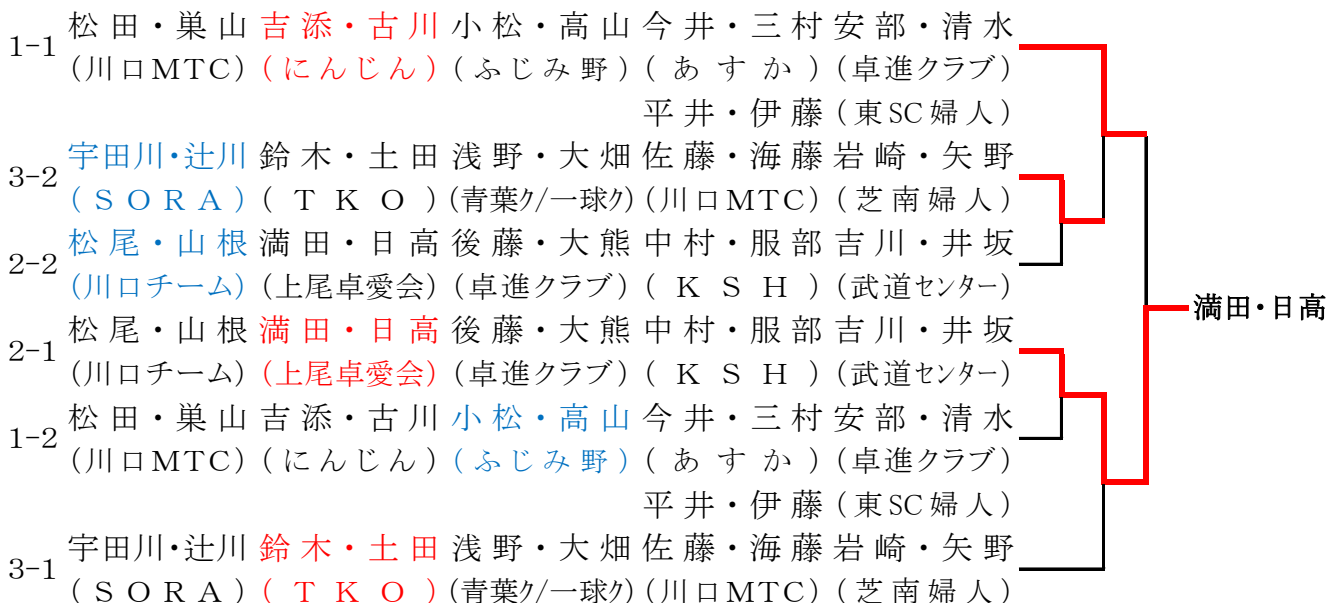 1-1 松田・巣山 吉添・古川 小松・高山 今井・三村 安部・清水
(川口MTC) (にんじん) (ふじみ野) (あすか) (卓進クラブ)
平井・伊藤 (東SC婦人)
3-2 宇田川・辻川 鈴木・土田 浅野・大畑 佐藤・海藤 岩崎・矢野
(SORA) (TKO) (青葉ク/一球ク) (川口MTC) (芝南婦人)
2-2 松尾・山根 満田・日高 後藤・大熊 中村・服部 吉川・井坂
(川口チーム) (上尾卓愛会) (卓進クラブ) (KSH) (武道センター)
満田・日高
2-1 松尾・山根 満田・日高 後藤・大熊 中村・服部 吉川・井坂
(川口チーム) (上尾卓愛会) (卓進クラブ) (KSH) (武道センター)
1-2 松田・巣山 吉添・古川 小松・高山 今井・三村 安部・清水
(川口MTC) (にんじん) (ふじみ野) (あすか) (卓進クラブ)
平井・伊藤 (東SC婦人)
3-1 宇田川・辻川 鈴木・土田 浅野・大畑 佐藤・海藤 岩崎・矢野
(SORA) (TKO) (青葉ク/一球ク) (川口MTC) (芝南婦人)